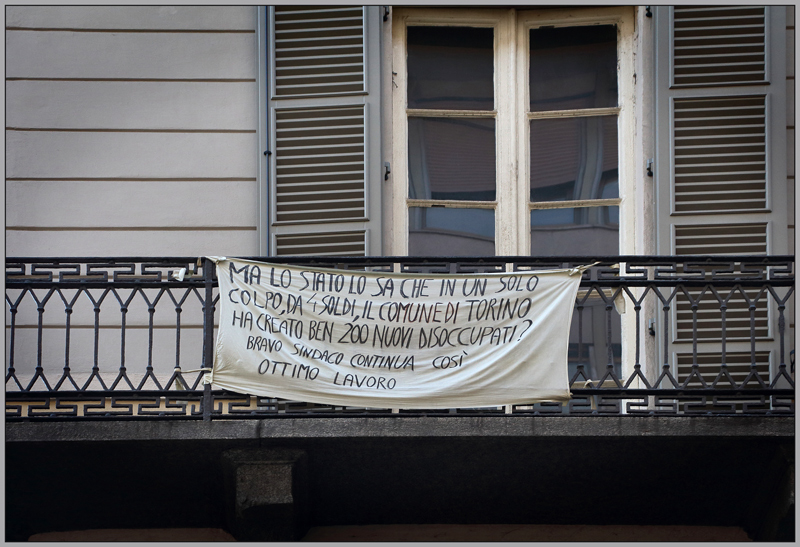 MA LO STATO LO SA CHE IN UN SOLO
COLPO, DA 4 SOLDI, IL COMUNE DI TORINO
HA CREATO BEN 200 NUOVI DISOCCUPATI?
BRAVO SINDACO CONTINUA COSÌ
OTTIMO LAVORO